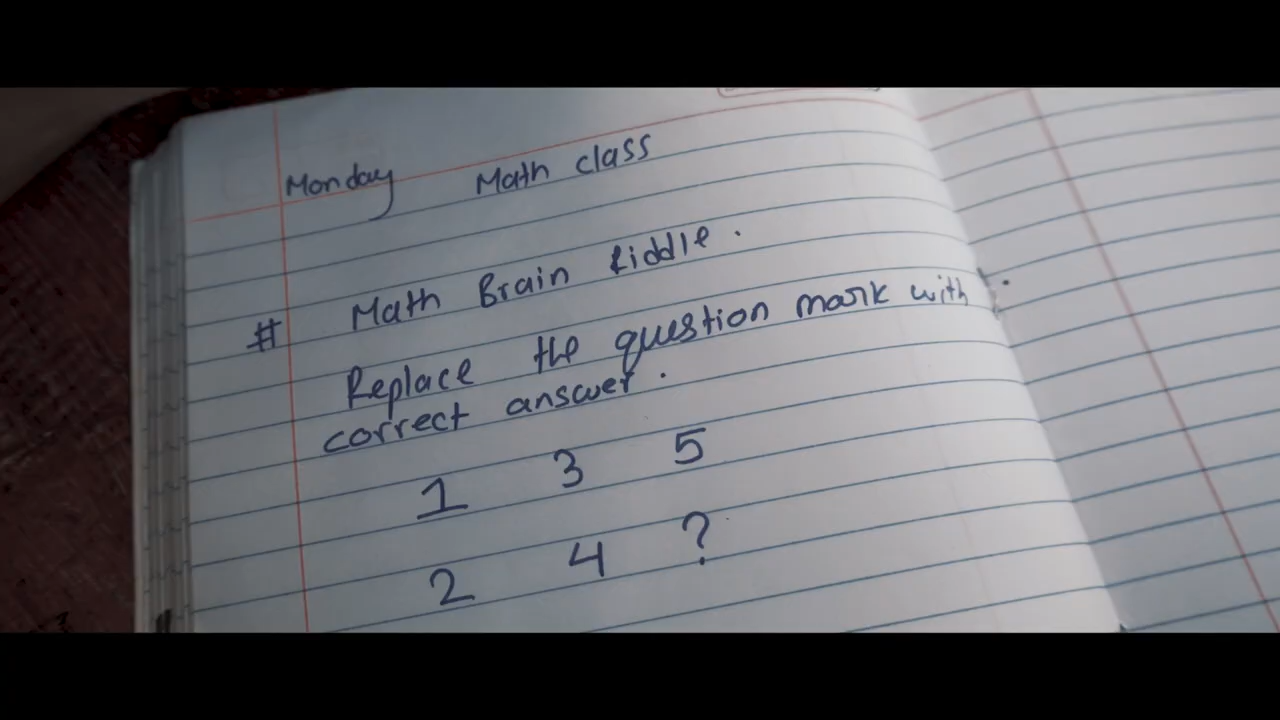 Monday Math class
# Math Brain Riddle.
Replace the question mark with
correct answer.
1 3 5
2 4 ?